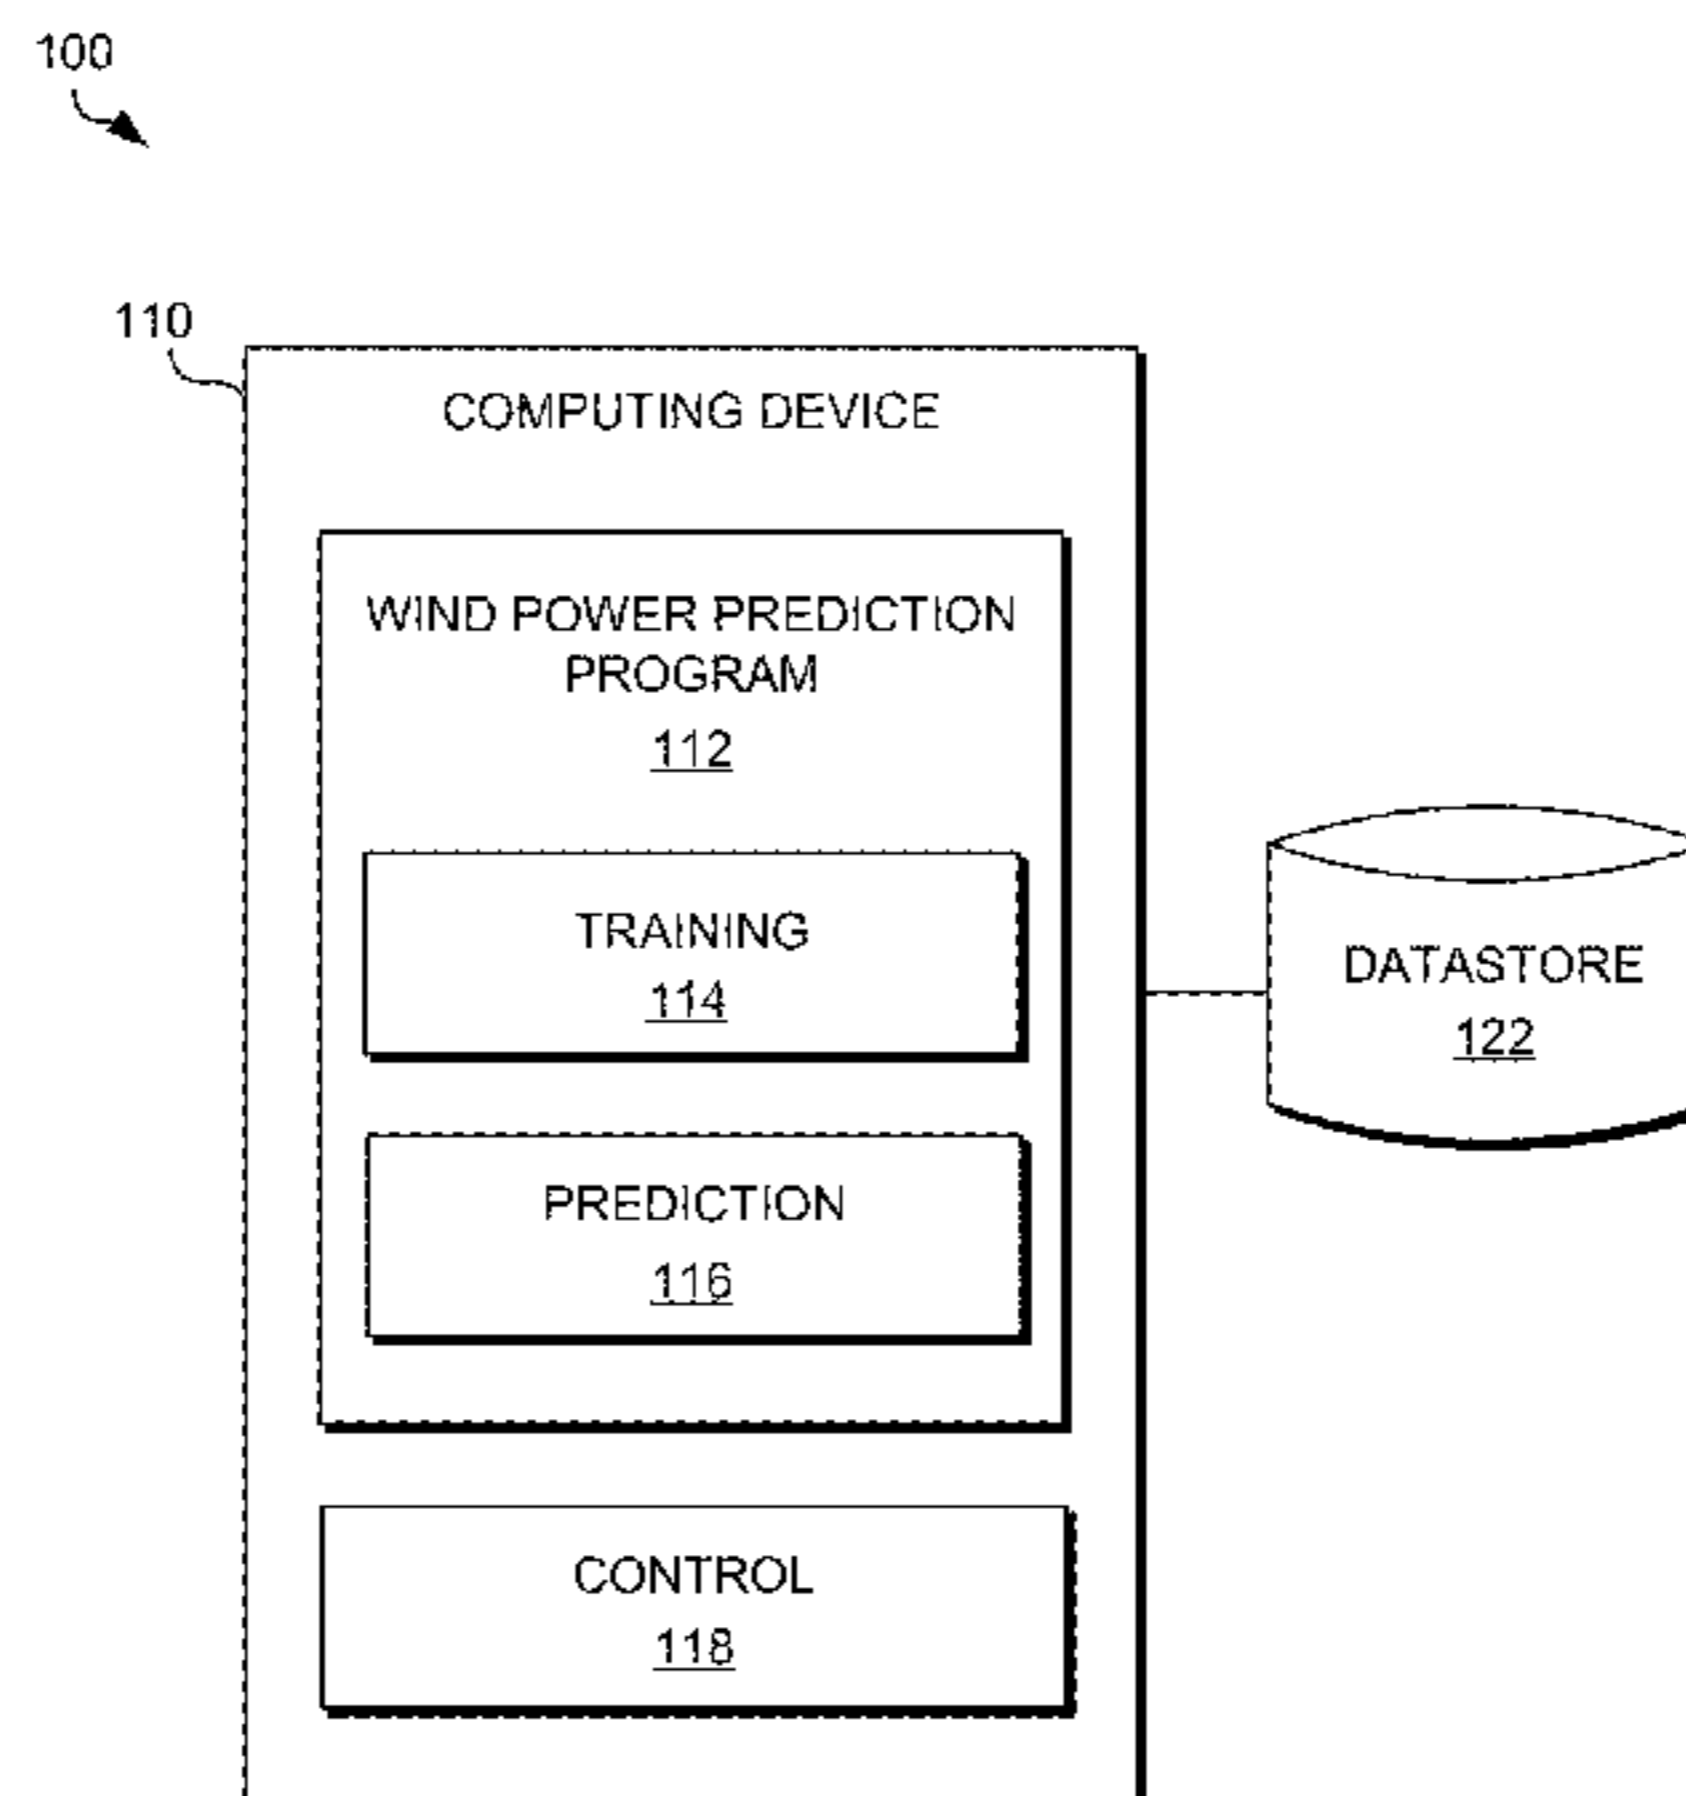 100
110
COMPUTING DEVICE
WIND POWER PREDICTION
PROGRAM
112
TRAINING
114
DATASTORE
122
PREDICTION
116
CONTROL
118